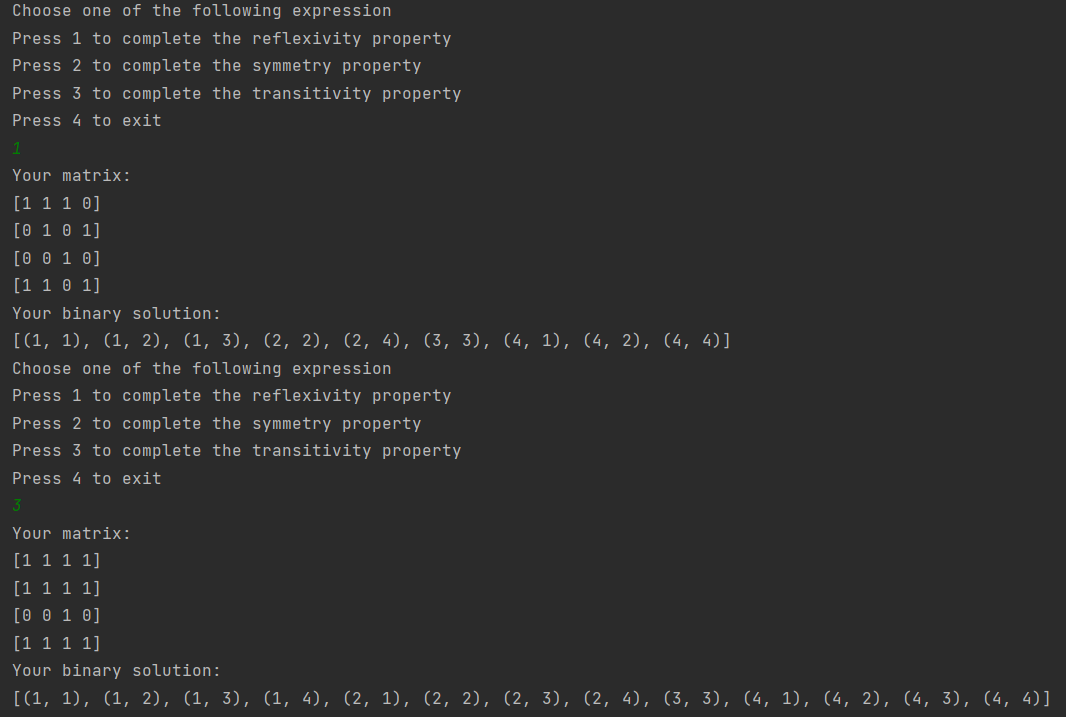 Choose one of the following expression
Press 1 to complete the reflexivity property
Press 2 to complete the symmetry property
Press 3 to complete the transitivity property
Press 4 to exit
1
Your matrix:
[1 1 1 0]
[0 1 0 1]
[0 0 1 0]
[1 1 0 1]
Your binary solution:
[(1, 1), (1, 2), (1, 3), (2, 2), (2, 4), (3, 3), (4, 1), (4, 2), (4, 4)]
Choose one of the following expression
Press 1 to complete the reflexivity property
Press 2 to complete the symmetry property
Press 3 to complete the transitivity property
Press 4 to exit
3
Your matrix:
[1 1 1 1]
[1 1 1 1]
[0 0 1 0]
[1 1 1 1]
Your binary solution:
[(1, 1), (1, 2), (1, 3), (1, 4), (2, 1), (2, 2), (2, 3), (2, 4), (3, 3), (4, 1), (4, 2), (4, 3), (4, 4)]